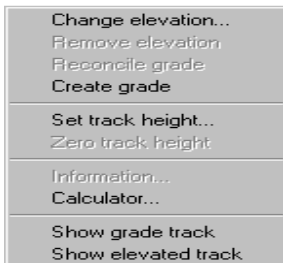 Change elevation...
Remove elevation
Reconcile grade
Create grade
Set track height...
Zero track height
Information...
Calculator...
Show grade track
Show elevated track